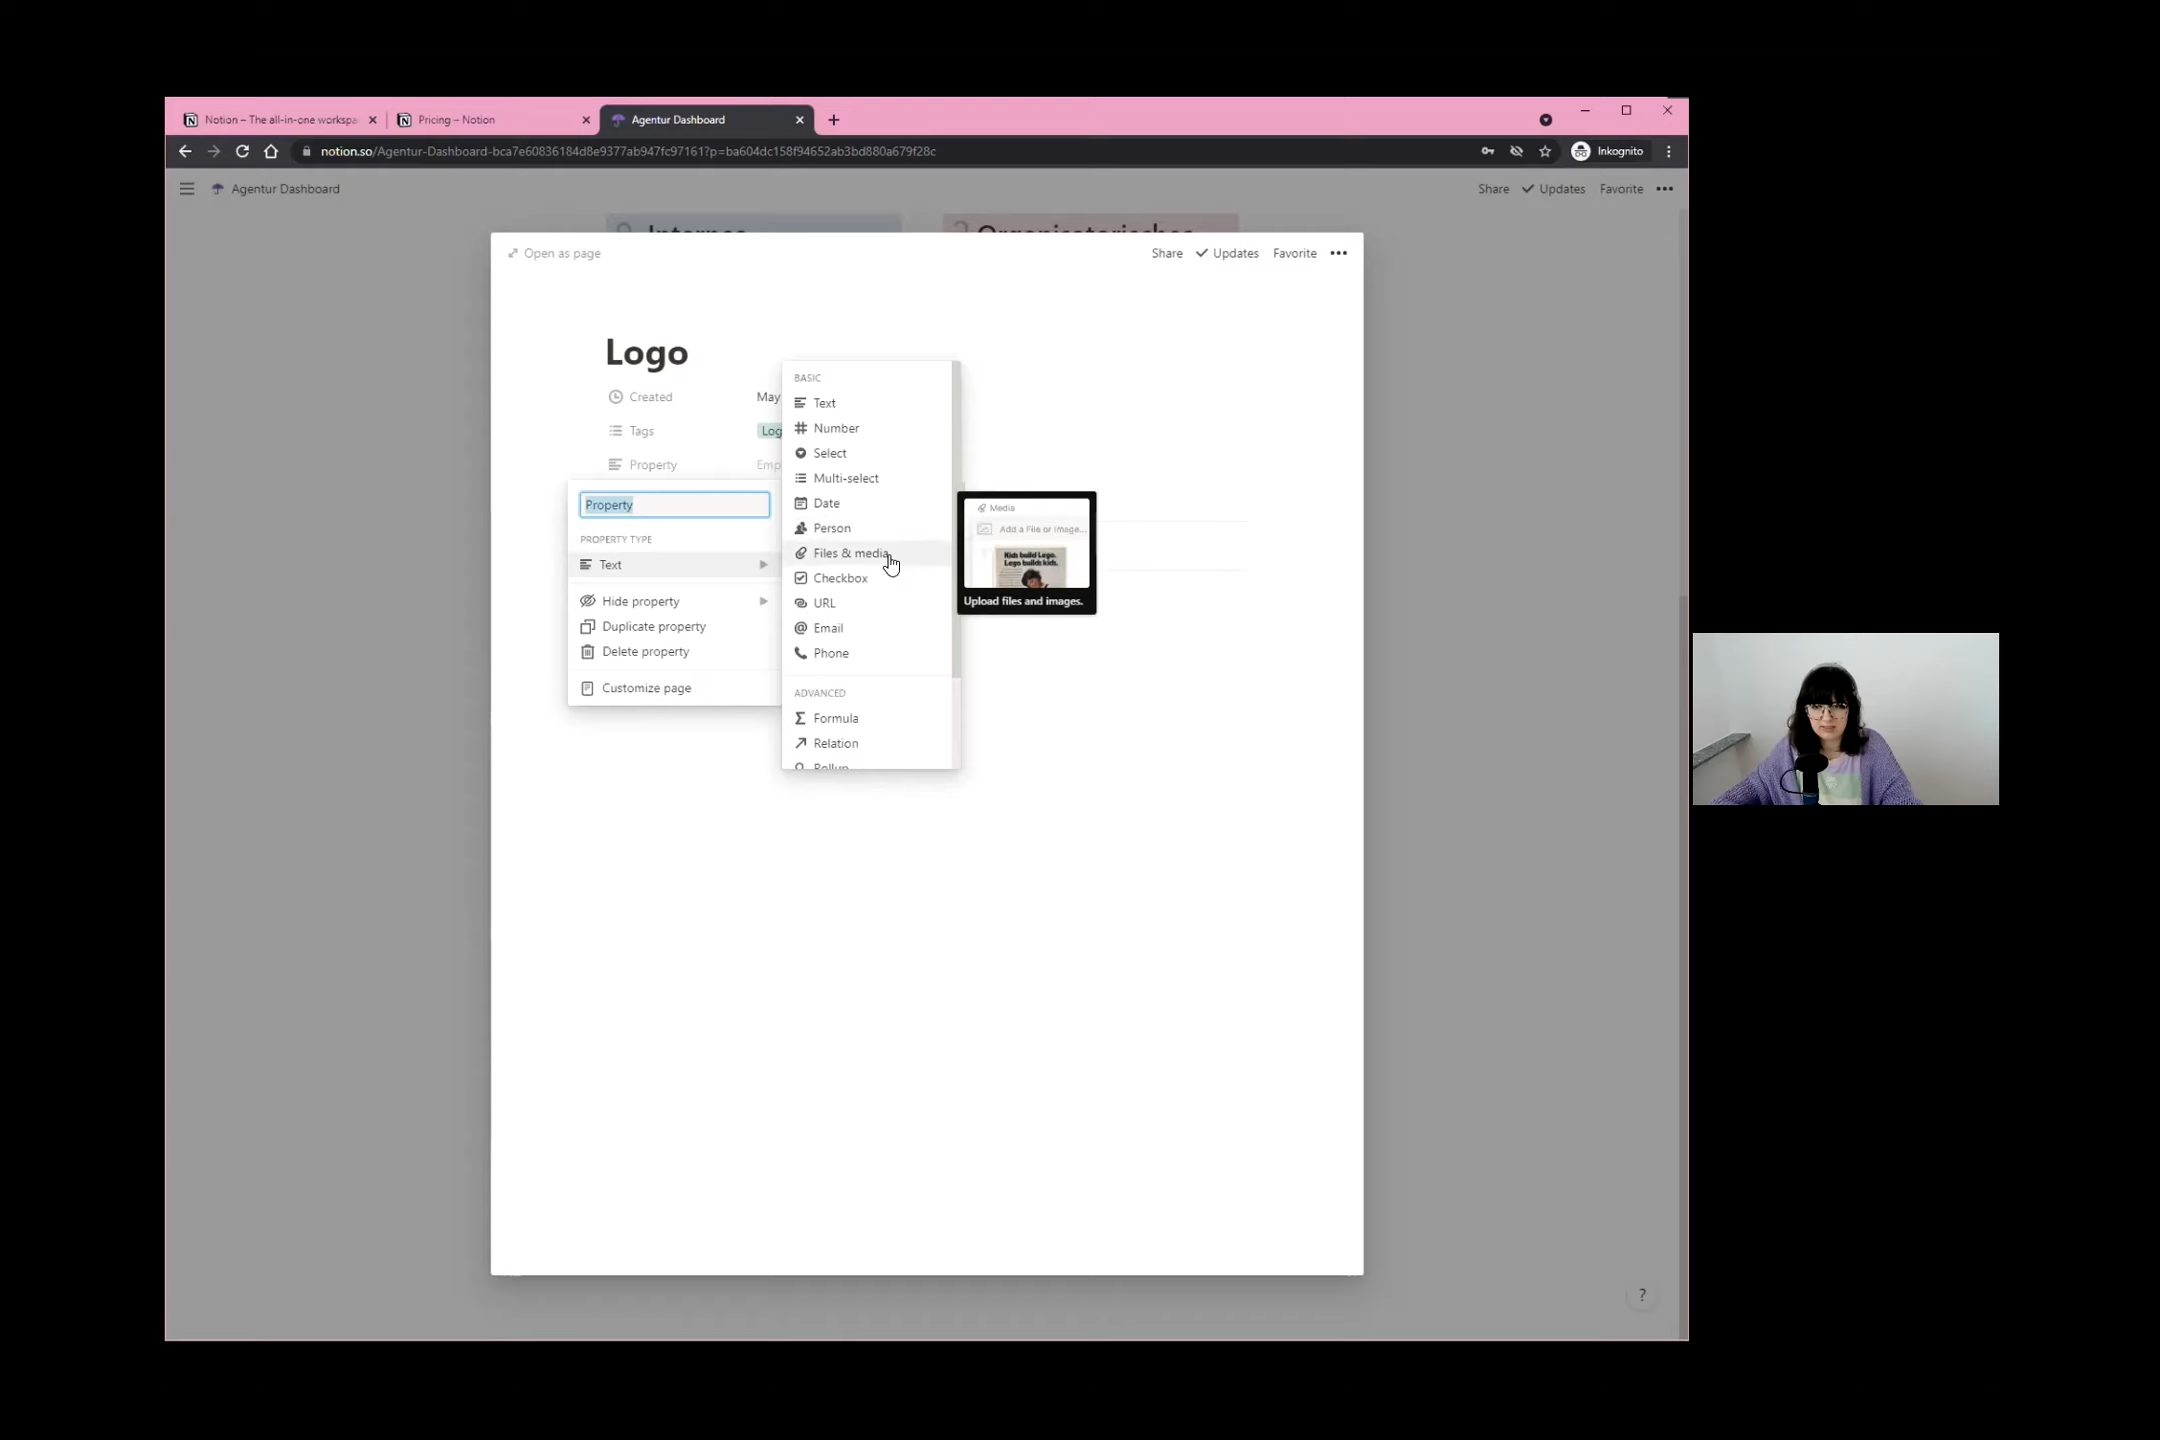 Notion – The all-in-one workspa
Pricing – Notion
Agentur Dashboard
notion.so/Agentur-Dashboard-bca7e60836184d8e9377ab947fc97161?p=ba604dc158f94652ab3bd880a679f28c
Inkognito
Agentur Dashboard
Share
Updates
Favorite
Internes
Organisatorisches
Open as page
Share
Updates
Favorite
Logo
Created
May
Tags
Log
Property
Emp
Property
PROPERTY TYPE
Text
Hide property
Duplicate property
Delete property
Customize page
BASIC
Text
Number
Select
Multi-select
Date
Person
Files & media
Checkbox
URL
Email
Phone
ADVANCED
Formula
Relation
Rollup
Media
Add a File or Image...
Kids build Lego.
Lego builds kids.
Upload files and images.
?